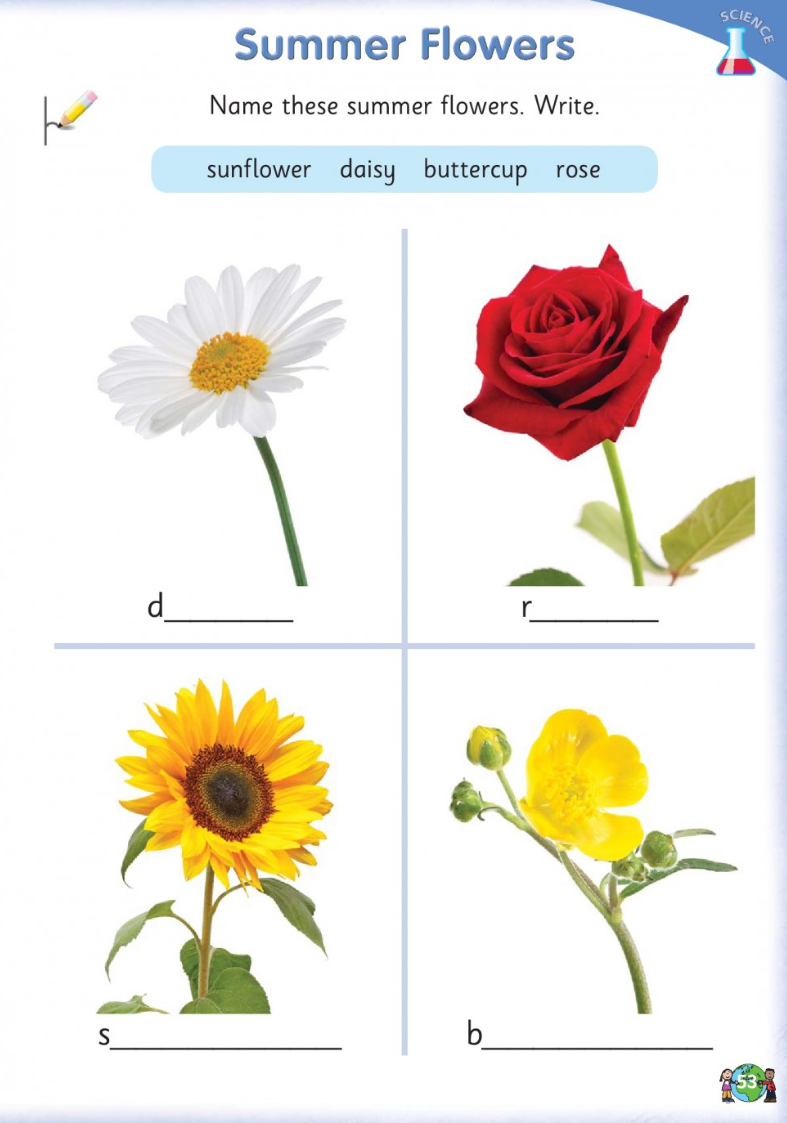 SCIENCE
Summer Flowers
Name these summer flowers. Write.
sunflower daisy buttercup rose
d________
r________
s______________
b______________
53